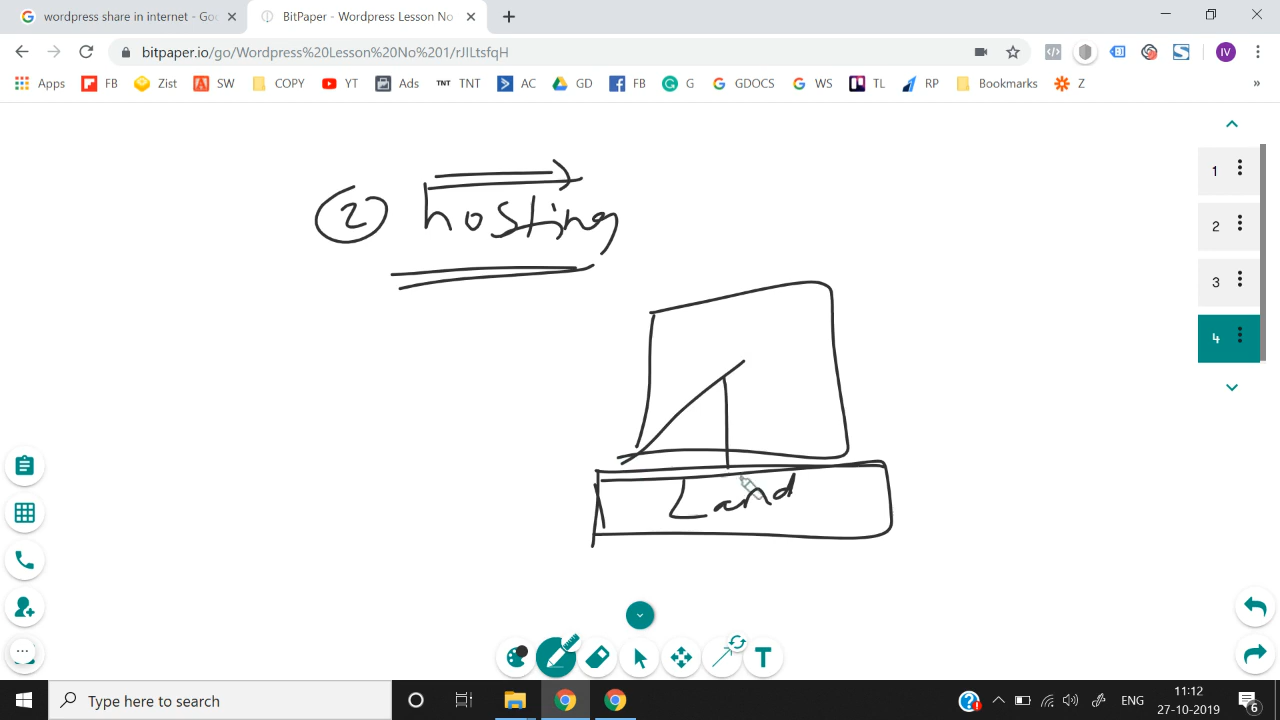 wordpress share in internet - Goo
BitPaper - Wordpress Lesson No
bitpaper.io/go/Wordpress%20Lesson%20No%201/rJlLtsfqH
IV
Apps FB Zist SW COPY YT Ads TNT TNT AC GD FB G GDOCS WS TL RP Bookmarks Z »
2 hosting
Land
1
2
3
4
T
Type here to search
ENG
11:12
27-10-2019
6